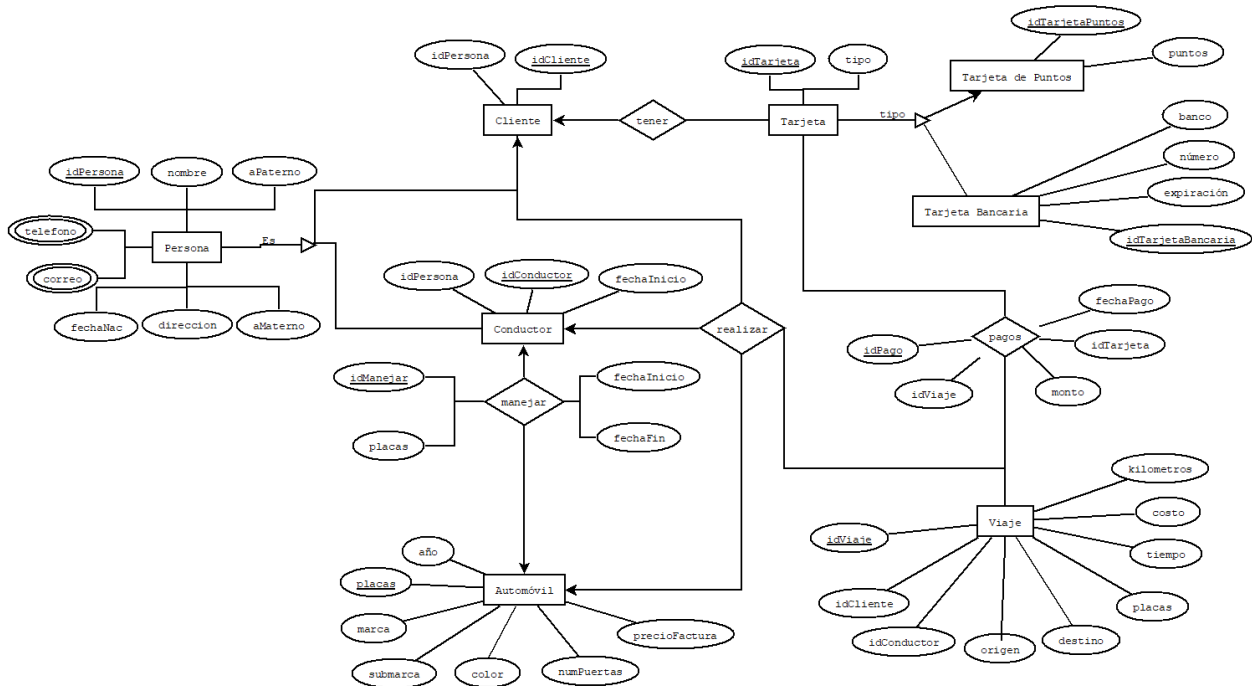 idTarjetaPuntos
idPersona
idCliente
idTarjeta
tipo
puntos
Tarjeta de Puntos
Cliente
tener
Tarjeta
tipo
banco
número
expiración
Tarjeta Bancaria
idTarjetaBancaria
idPersona
nombre
aPaterno
telefono
Persona
Es
correo
fechaNac
direccion
aMaterno
idPersona
idConductor
fechaInicio
Conductor
realizar
fechaPago
idPago
pagos
idTarjeta
idViaje
monto
idManejar
manejar
fechaInicio
placas
fechaFin
kilometros
costo
idViaje
Viaje
tiempo
idCliente
placas
idConductor
origen
destino
año
placas
Automóvil
marca
precioFactura
submarca
color
numPuertas